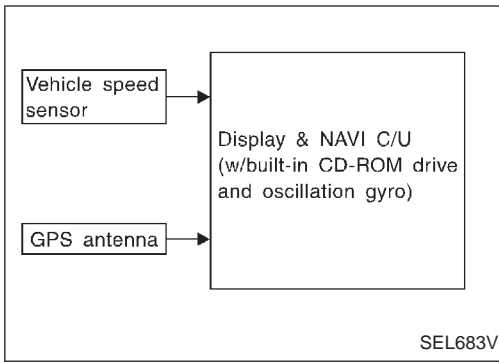 Vehicle speed
sensor
Display & NAVI C/U
(w/built-in CD-ROM drive
and oscillation gyro)
GPS antenna
SEL683V